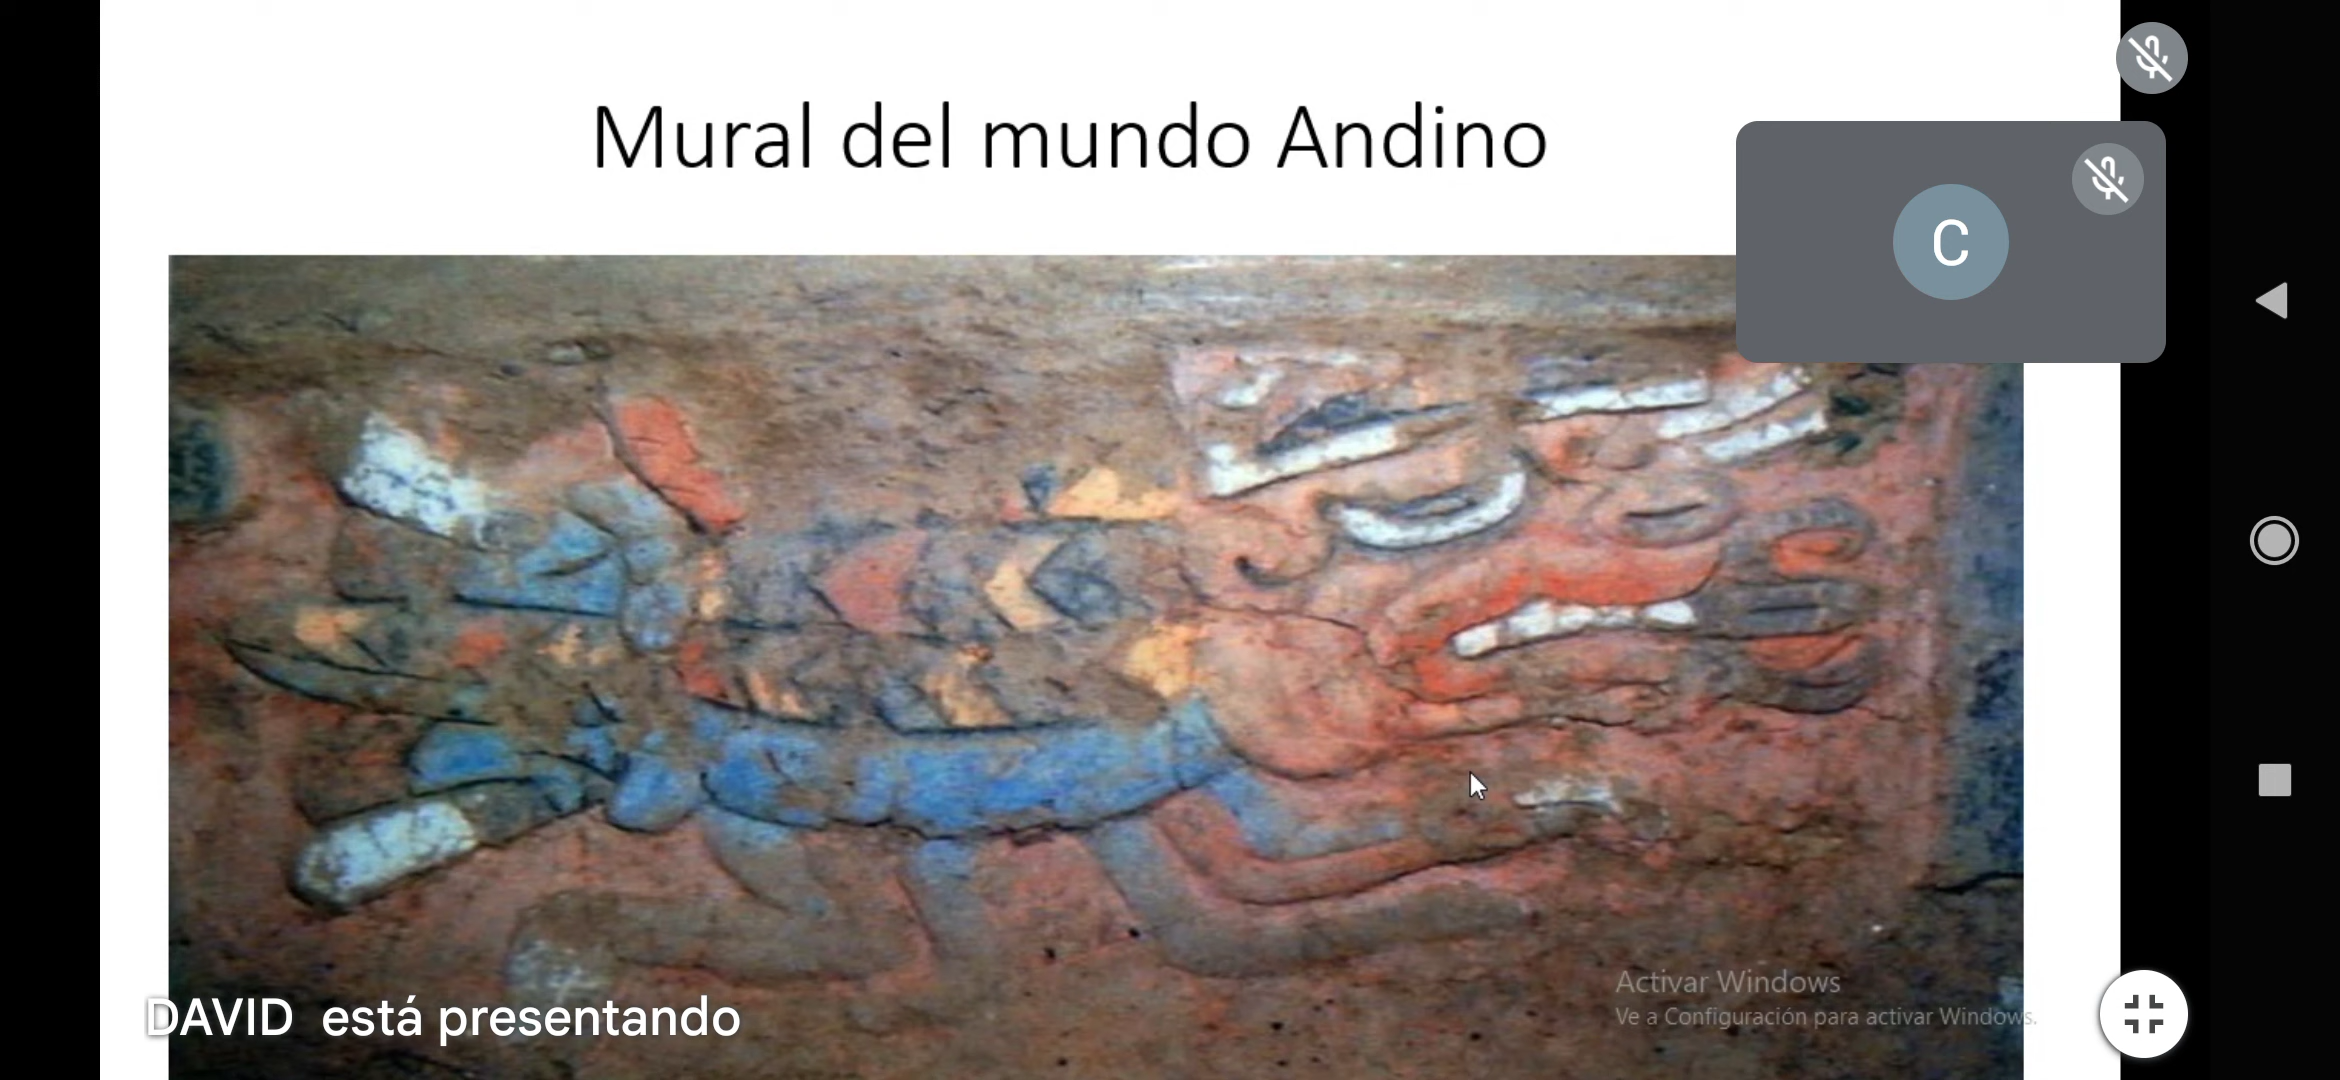 Mural del mundo Andino
C
Activar Windows
Ve a Configuración para activar Windows.
DAVID está presentando